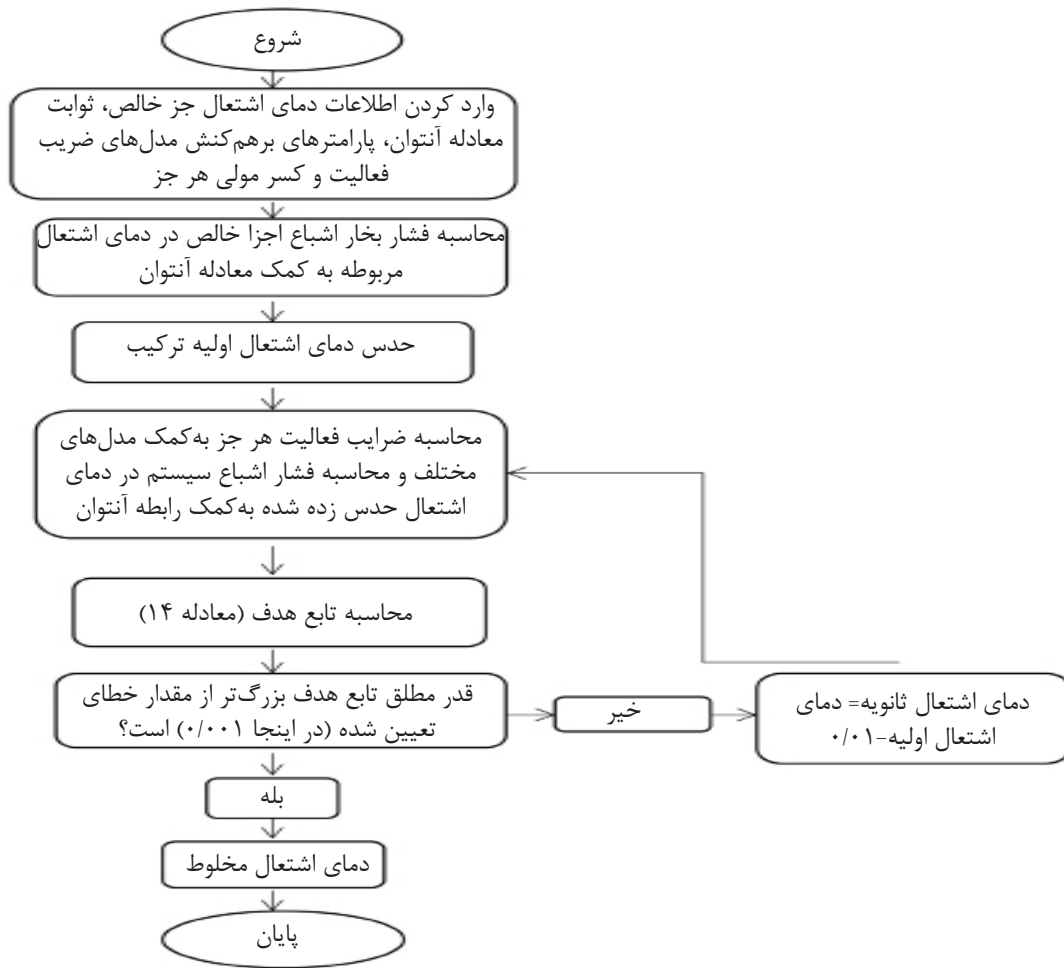 شروع
وارد کردن اطلاعات دمای اشتعال جز خالص، ثوابت
معادله آنتوان، پارامترهای برهم‌کنش مدل‌های ضریب
فعالیت و کسر مولی هر جز
محاسبه فشار بخار اشباع اجزا خالص در دمای اشتعال
مربوطه به کمک معادله آنتوان
حدس دمای اشتعال اولیه ترکیب
محاسبه ضرایب فعالیت هر جز به‌کمک مدل‌های
مختلف و محاسبه فشار اشباع سیستم در دمای
اشتعال حدس زده شده به‌کمک رابطه آنتوان
محاسبه تابع هدف (معادله ۱۴)
قدر مطلق تابع هدف بزرگ‌تر از مقدار خطای
تعیین شده (در اینجا ۰/۰۰۱) است؟
خیر
دمای اشتعال ثانویه= دمای
اشتعال اولیه-۰/۰۱
بله
دمای اشتعال مخلوط
پایان